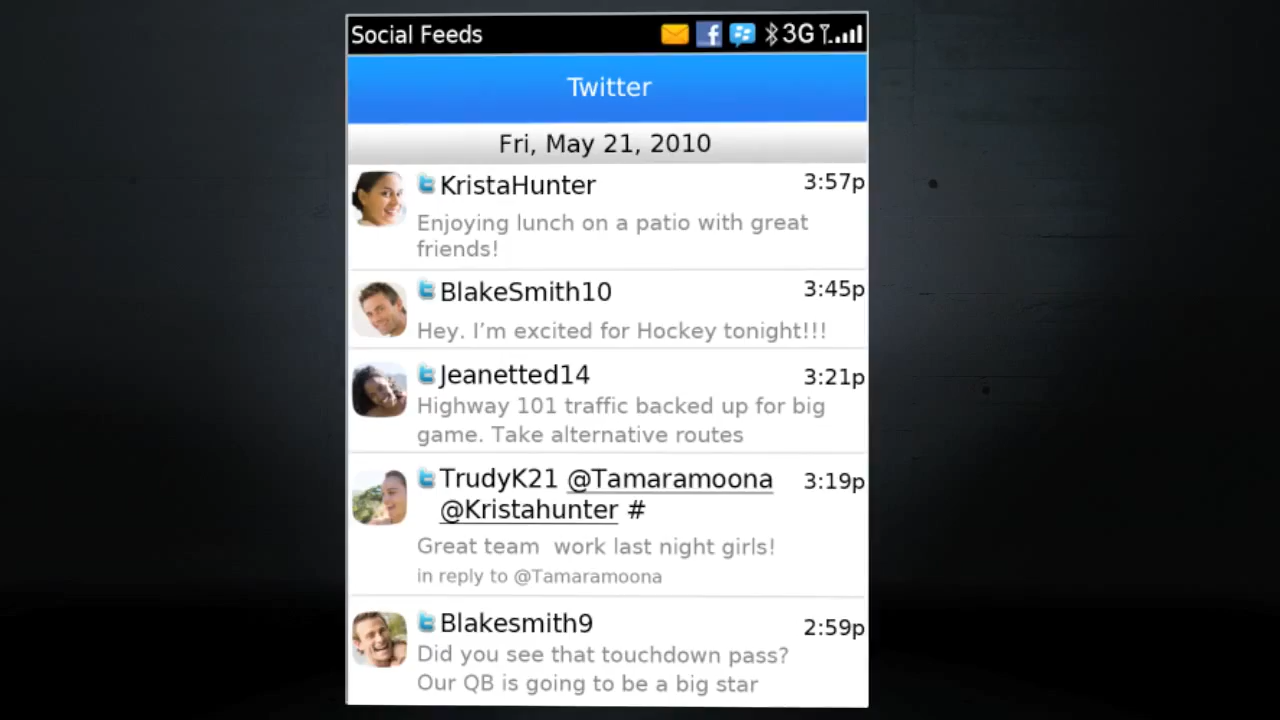 Social Feeds
3G
Twitter
Fri, May 21, 2010
KristaHunter
3:57p
Enjoying lunch on a patio with great
friends!
BlakeSmith10
3:45p
Hey. I’m excited for Hockey tonight!!!
Jeanetted14
3:21p
Highway 101 traffic backed up for big
game. Take alternative routes
TrudyK21 @Tamaramoona
3:19p
@Kristahunter #
Great team  work last night girls!
in reply to @Tamaramoona
Blakesmith9
2:59p
Did you see that touchdown pass?
Our QB is going to be a big star